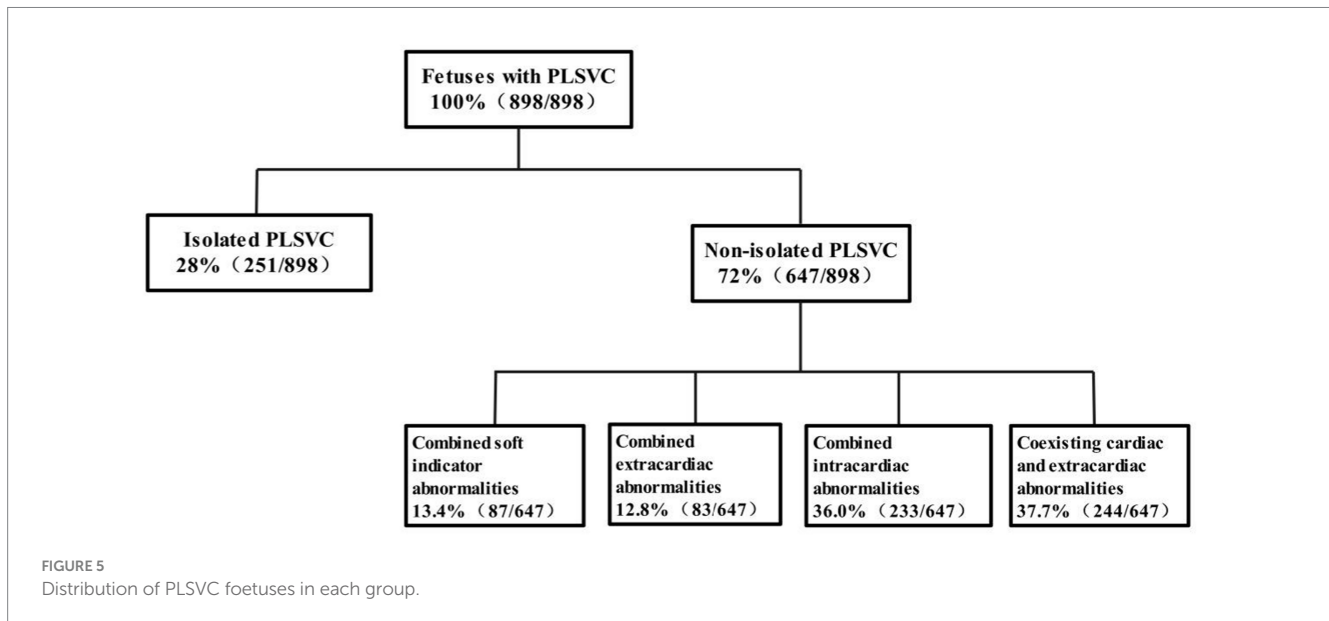 Fetuses with PLSVC
100%（898/898）
Isolated PLSVC
28%（251/898）
Non-isolated PLSVC
72%（647/898）
Combined soft
indicator
abnormalities
13.4%（87/647）
Combined
extracardiac
abnormalities
12.8%（83/647）
Combined
intracardiac
abnormalities
36.0%（233/647）
Coexisting cardiac
and extracardiac
abnormalities
37.7%（244/647）
FIGURE 5
Distribution of PLSVC foetuses in each group.